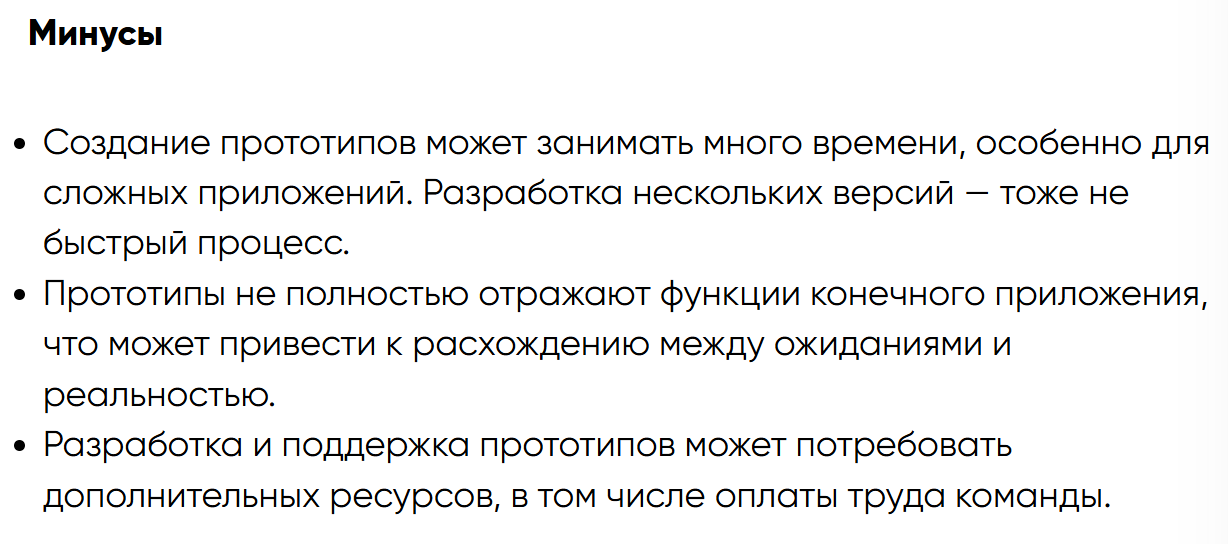 Минусы
• Создание прототипов может занимать много времени, особенно для
сложных приложений. Разработка нескольких версий — тоже не
быстрый процесс.
• Прототипы не полностью отражают функции конечного приложения,
что может привести к расхождению между ожиданиями и
реальностью.
• Разработка и поддержка прототипов может потребовать
дополнительных ресурсов, в том числе оплаты труда команды.